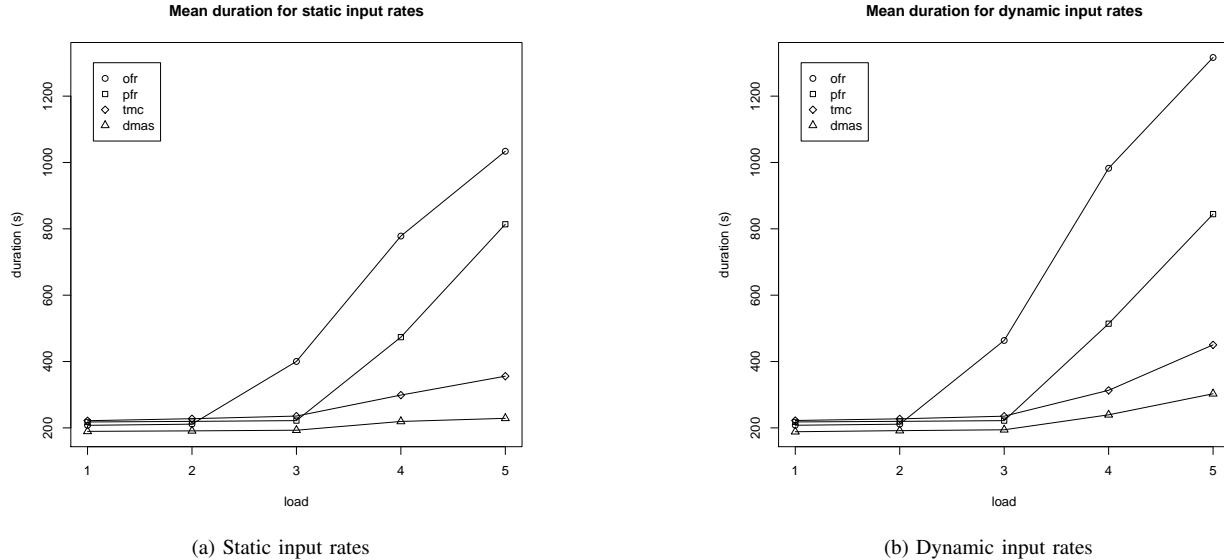 Mean duration for static input rates
ofr
pfr
tmc
dmas
duration (s)
200 400 600 800 1000 1200
1 2 3 4 5
load
(a) Static input rates
Mean duration for dynamic input rates
ofr
pfr
tmc
dmas
duration (s)
200 400 600 800 1000 1200
1 2 3 4 5
load
(b) Dynamic input rates